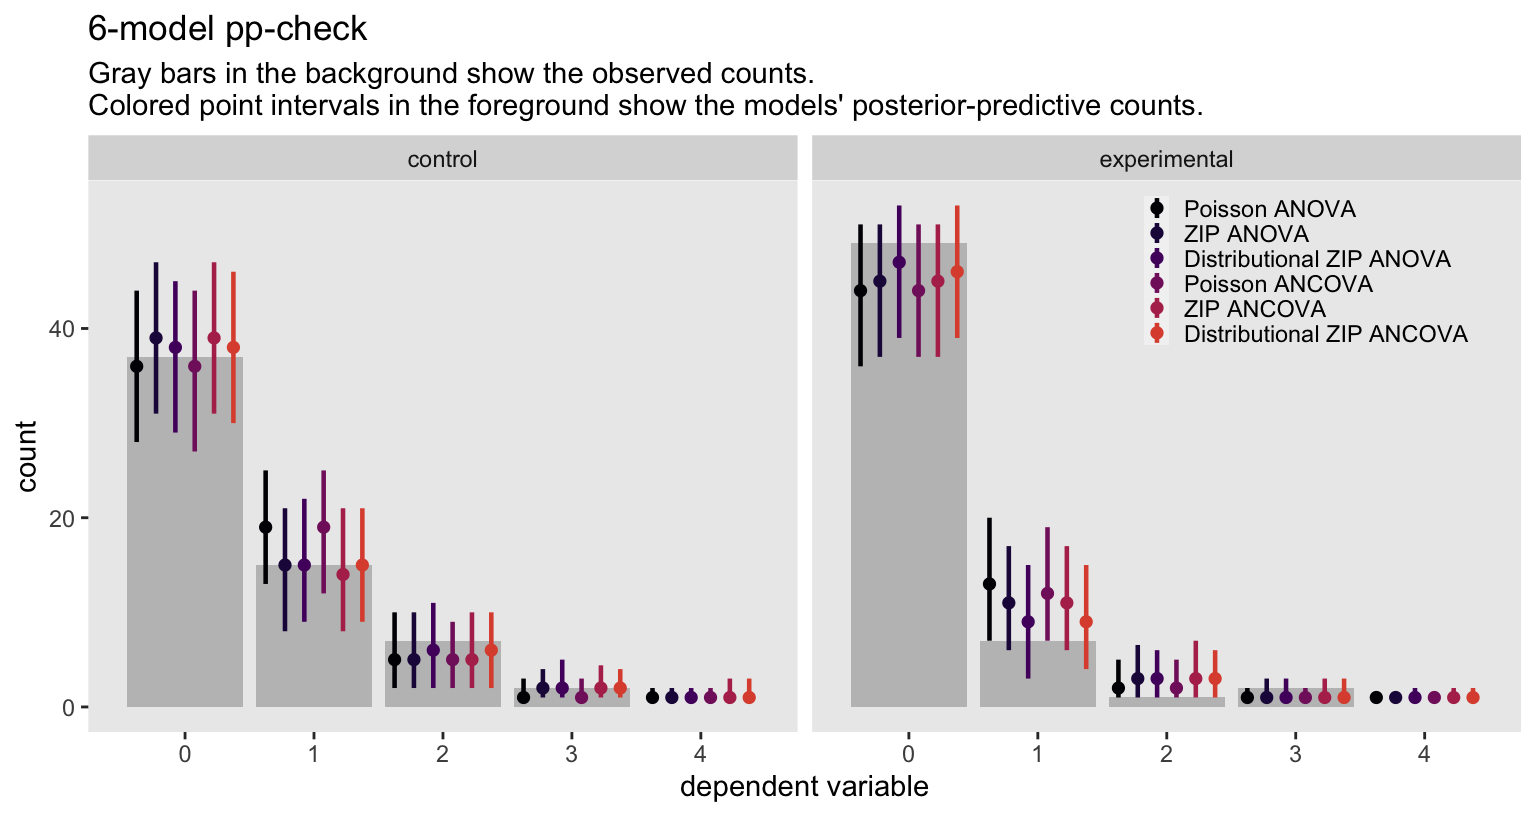 6-model pp-check
Gray bars in the background show the observed counts.
Colored point intervals in the foreground show the models' posterior-predictive counts.
control
experimental
Poisson ANOVA
ZIP ANOVA
Distributional ZIP ANOVA
Poisson ANCOVA
ZIP ANCOVA
Distributional ZIP ANCOVA
count
40
20
0
0 1 2 3 4
0 1 2 3 4
dependent variable